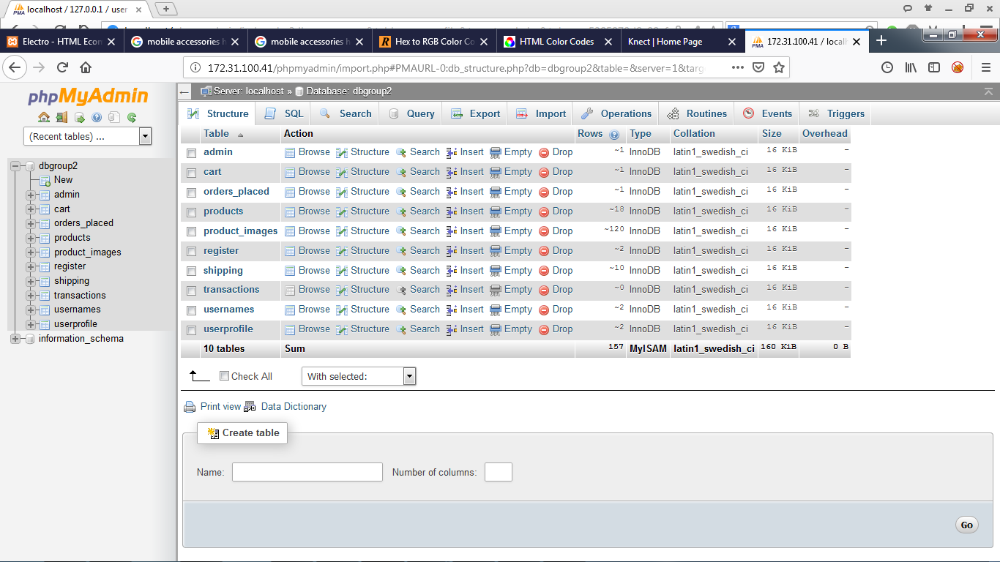 localhost / 127.0.0.1 / user
Electro - HTML Econ
mobile accessories h
mobile accessories h
Hex to RGB Color Co
HTML Color Codes
Knect | Home Page
172.31.100.41 / localh
172.31.100.41/phpmyadmin/import.php#PMAURL-0:db_structure.php?db=dbgroup2&table=&server=1&targ
phpMyAdmin
(Recent tables) ...
dbgroup2
New
admin
cart
orders_placed
products
product_images
register
shipping
transactions
usernames
userprofile
information_schema
Server: localhost » Database: dbgroup2
Structure SQL Search Query Export Import Operations Routines Events Triggers
Table Action Rows Type Collation Size Overhead
admin Browse Structure Search Insert Empty Drop ~1 InnoDB latin1_swedish_ci 16 KiB -
cart Browse Structure Search Insert Empty Drop ~1 InnoDB latin1_swedish_ci 16 KiB -
orders_placed Browse Structure Search Insert Empty Drop ~1 InnoDB latin1_swedish_ci 16 KiB -
products Browse Structure Search Insert Empty Drop ~18 InnoDB latin1_swedish_ci 16 KiB -
product_images Browse Structure Search Insert Empty Drop ~120 InnoDB latin1_swedish_ci 16 KiB -
register Browse Structure Search Insert Empty Drop ~2 InnoDB latin1_swedish_ci 16 KiB -
shipping Browse Structure Search Insert Empty Drop ~10 InnoDB latin1_swedish_ci 16 KiB -
transactions Browse Structure Search Insert Empty Drop ~0 InnoDB latin1_swedish_ci 16 KiB -
usernames Browse Structure Search Insert Empty Drop ~2 InnoDB latin1_swedish_ci 16 KiB -
userprofile Browse Structure Search Insert Empty Drop ~2 InnoDB latin1_swedish_ci 16 KiB -
10 tables Sum 157 MyISAM latin1_swedish_ci 160 KiB 0 B
Check All With selected:
Print view Data Dictionary
Create table
Name: Number of columns:
Go